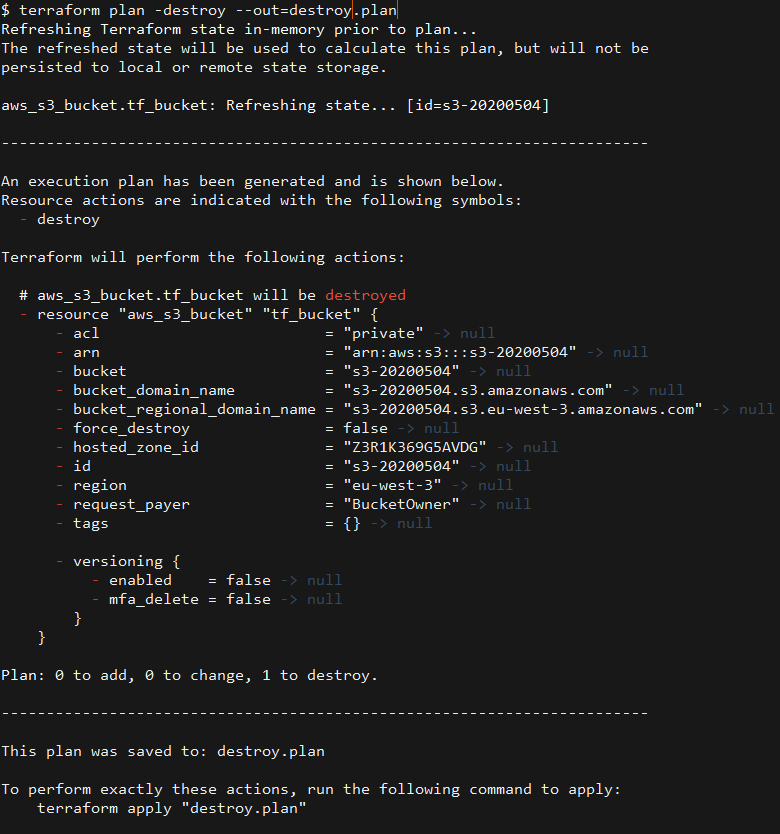 $ terraform plan -destroy --out=destroy.plan
Refreshing Terraform state in-memory prior to plan...
The refreshed state will be used to calculate this plan, but will not be
persisted to local or remote state storage.

aws_s3_bucket.tf_bucket: Refreshing state... [id=s3-20200504]

------------------------------------------------------------------------

An execution plan has been generated and is shown below.
Resource actions are indicated with the following symbols:
  - destroy

Terraform will perform the following actions:

  # aws_s3_bucket.tf_bucket will be destroyed
  - resource "aws_s3_bucket" "tf_bucket" {
      - acl                         = "private" -> null
      - arn                         = "arn:aws:s3:::s3-20200504" -> null
      - bucket                      = "s3-20200504" -> null
      - bucket_domain_name          = "s3-20200504.s3.amazonaws.com" -> null
      - bucket_regional_domain_name = "s3-20200504.s3.eu-west-3.amazonaws.com" -> null
      - force_destroy               = false -> null
      - hosted_zone_id              = "Z3R1K369G5AVDG" -> null
      - id                          = "s3-20200504" -> null
      - region                      = "eu-west-3" -> null
      - request_payer               = "BucketOwner" -> null
      - tags                        = {} -> null

      - versioning {
          - enabled    = false -> null
          - mfa_delete = false -> null
        }
    }

Plan: 0 to add, 0 to change, 1 to destroy.

------------------------------------------------------------------------

This plan was saved to: destroy.plan

To perform exactly these actions, run the following command to apply:
    terraform apply "destroy.plan"